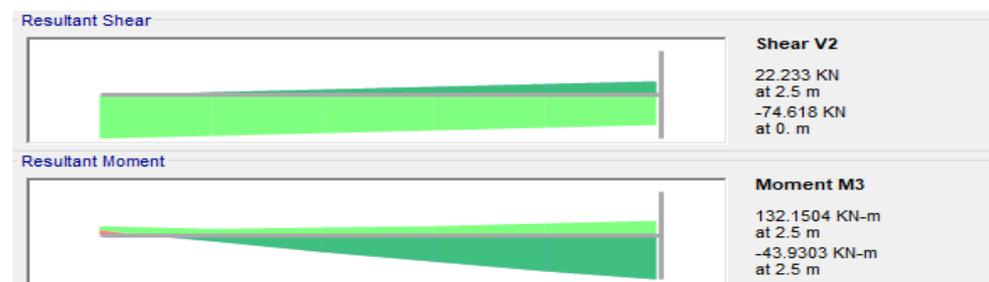 Resultant Shear
Shear V2
22.233 KN
at 2.5 m
-74.618 KN
at 0. m
Resultant Moment
Moment M3
132.1504 KN-m
at 2.5 m
-43.9303 KN-m
at 2.5 m